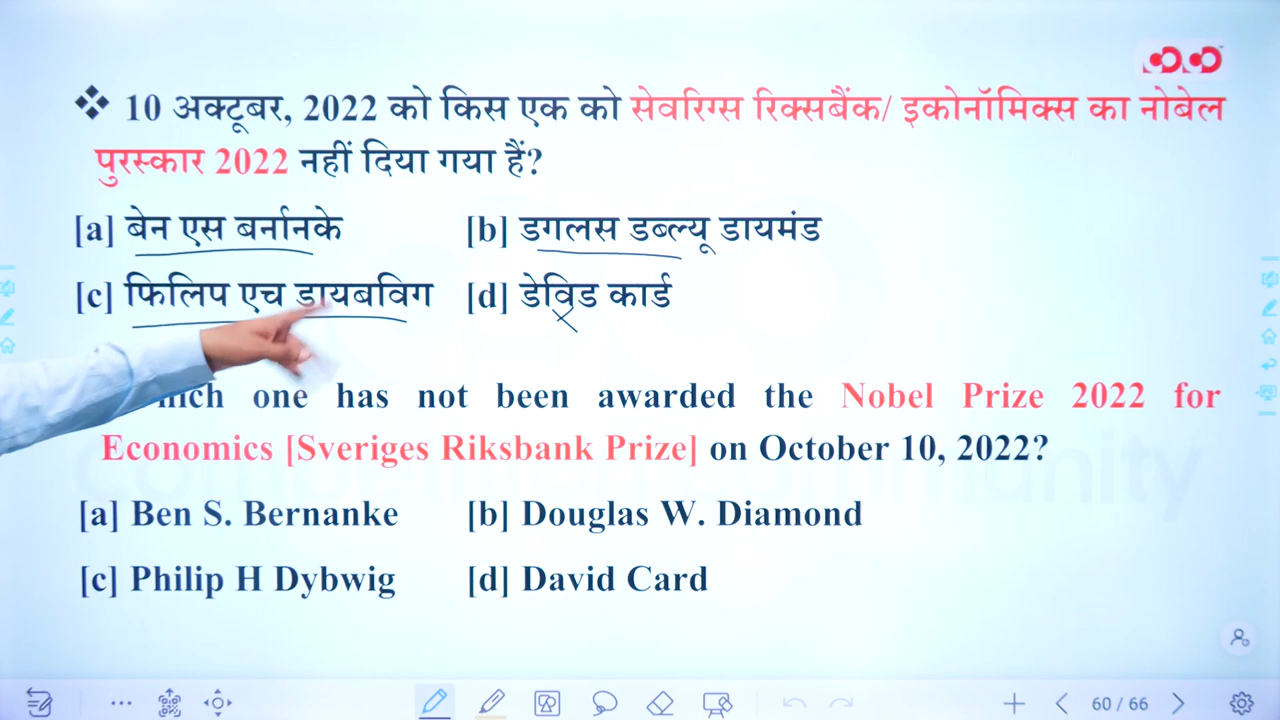 ❖ 10 अक्टूबर, 2022 को किस एक को सेवरिग्स रिक्सबैंक/ इकोनॉमिक्स का नोबेल
पुरस्कार 2022 नहीं दिया गया हैं?
[a] बेन एस बर्नानके [b] डगलस डब्ल्यू डायमंड
[c] फिलिप एच डायबविग [d] डेविड कार्ड
one has not been awarded the Nobel Prize 2022 for
Economics [Sveriges Riksbank Prize] on October 10, 2022?
[a] Ben S. Bernanke [b] Douglas W. Diamond
[c] Philip H Dybwig [d] David Card
60 / 66